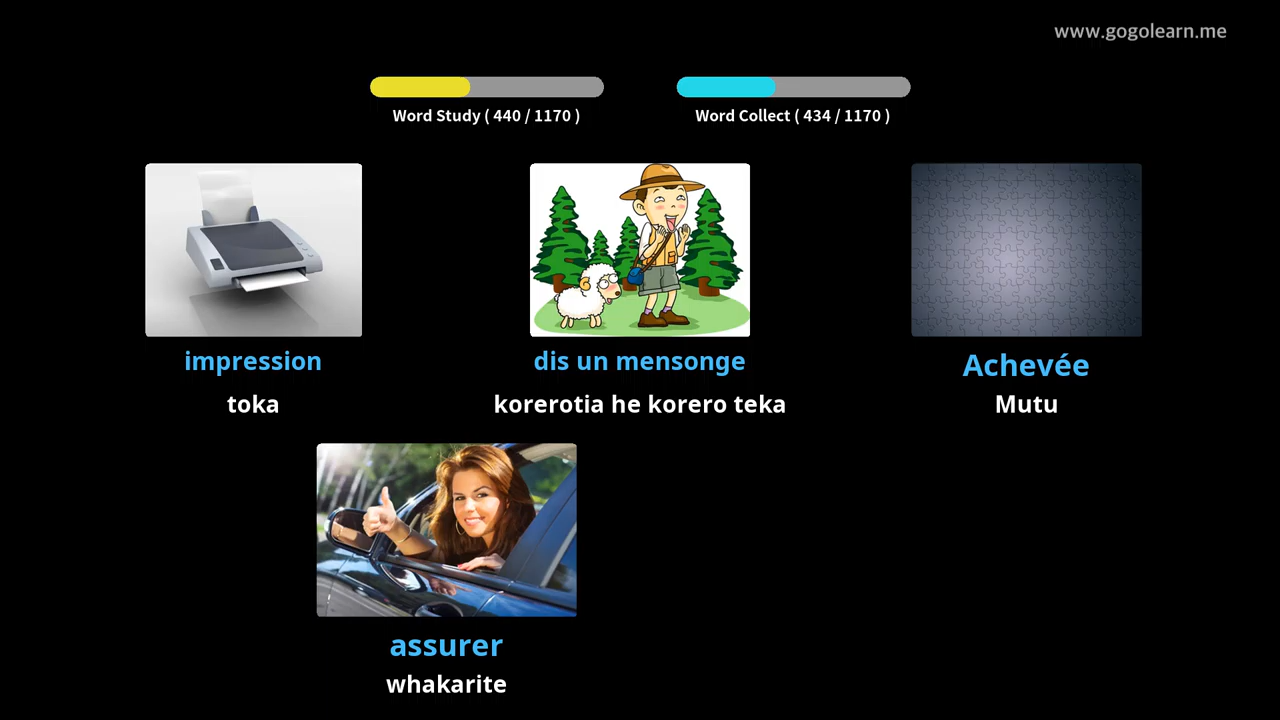 www.gogolearn.me
Word Study ( 440 / 1170 )
Word Collect ( 434 / 1170 )
impression
toka
dis un mensonge
korerotia he korero teka
Achevée
Mutu
assurer
whakarite